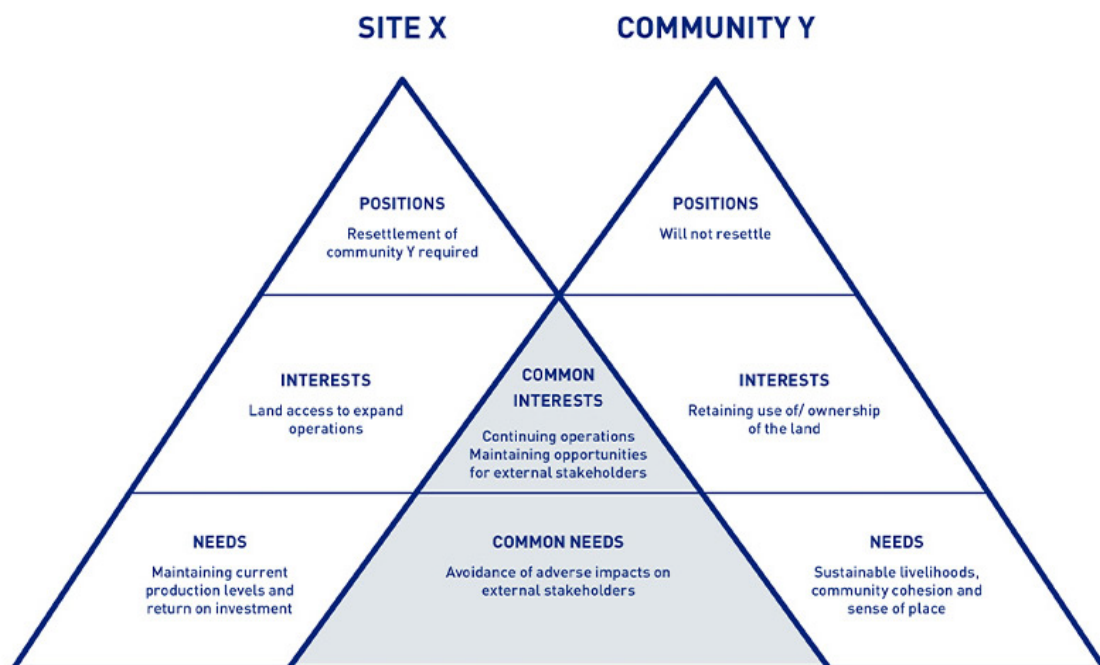 SITE X
COMMUNITY Y
POSITIONS
Resettlement of
community Y required
POSITIONS
Will not resettle
INTERESTS
Land access to expand
operations
COMMON
INTERESTS
Continuing operations
Maintaining opportunities
for external stakeholders
INTERESTS
Retaining use of/ ownership
of the land
NEEDS
Maintaining current
production levels and
return on investment
COMMON NEEDS
Avoidance of adverse impacts on
external stakeholders
NEEDS
Sustainable livelihoods,
community cohesion and
sense of place